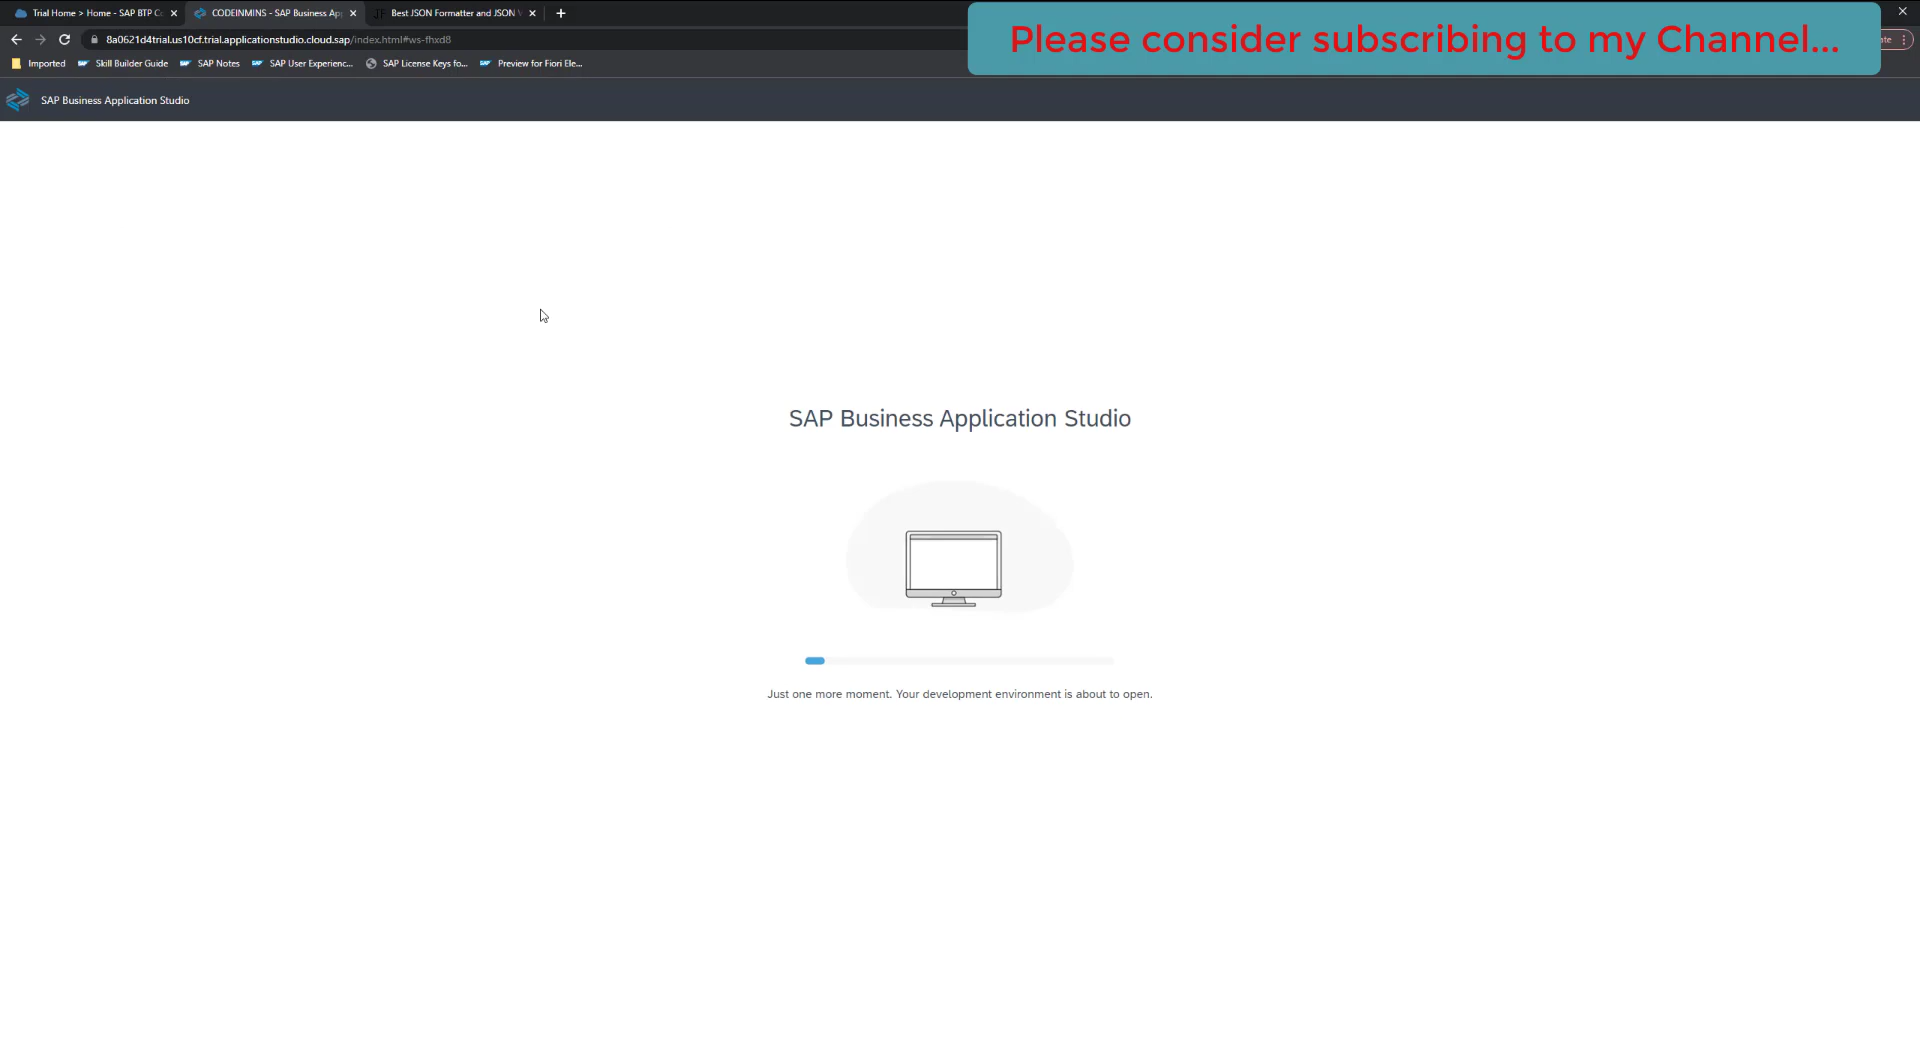 Trial Home > Home - SAP BTP C
CODEINMINS - SAP Business Ap
Best JSON Formatter and JSON V
8a0621d4trial.us10cf.trial.applicationstudio.cloud.sap/index.html#ws-fhxd8
Please consider subscribing to my Channel...
Imported
Skill Builder Guide
SAP Notes
SAP User Experienc...
SAP License Keys fo...
Preview for Fiori Ele...
SAP Business Application Studio
SAP Business Application Studio
Just one more moment. Your development environment is about to open.